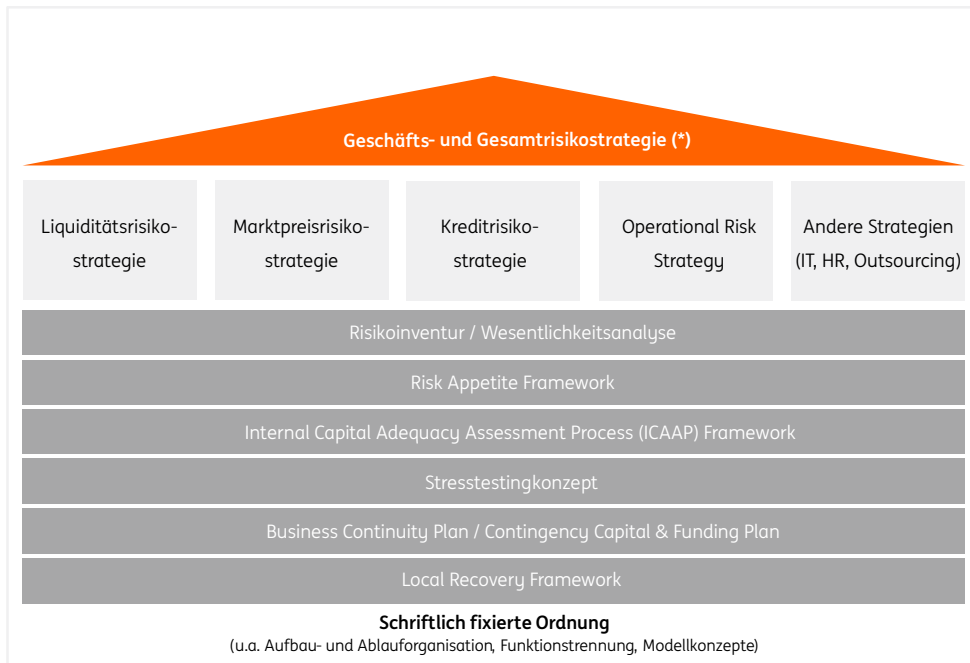 Geschäfts- und Gesamtrisikostrategie (*)
Liquiditätsrisiko-
strategie
Marktpreisrisiko-
strategie
Kreditrisiko-
strategie
Operational Risk
Strategy
Andere Strategien
(IT, HR, Outsourcing)
Risikoinventur / Wesentlichkeitsanalyse
Risk Appetite Framework
Internal Capital Adequacy Assessment Process (ICAAP) Framework
Stresstestingkonzept
Business Continuity Plan / Contingency Capital & Funding Plan
Local Recovery Framework
Schriftlich fixierte Ordnung
(u.a. Aufbau- und Ablauforganisation, Funktionstrennung, Modellkonzepte)